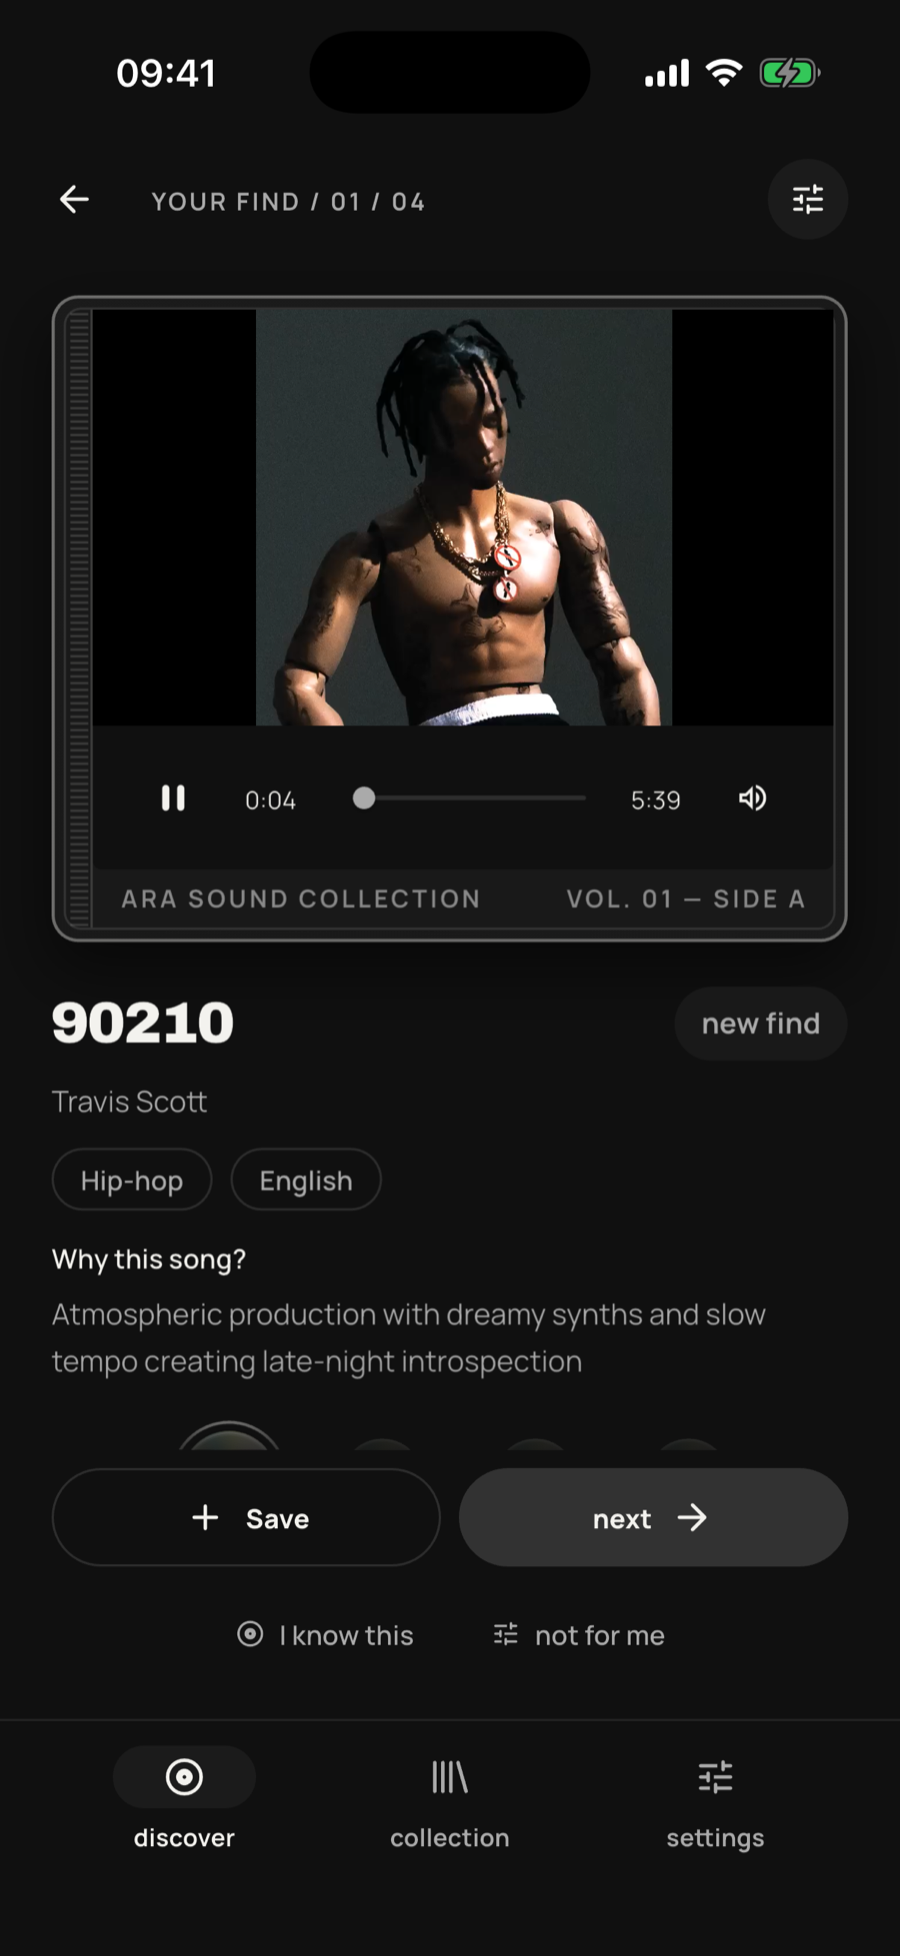 09:41
YOUR FIND / 01 / 04
0:04
5:39
ARA SOUND COLLECTION
VOL. 01 — SIDE A
90210
new find
Travis Scott
Hip-hop
English
Why this song?
Atmospheric production with dreamy synths and slow
tempo creating late-night introspection
Save
next
I know this
not for me
discover
collection
settings